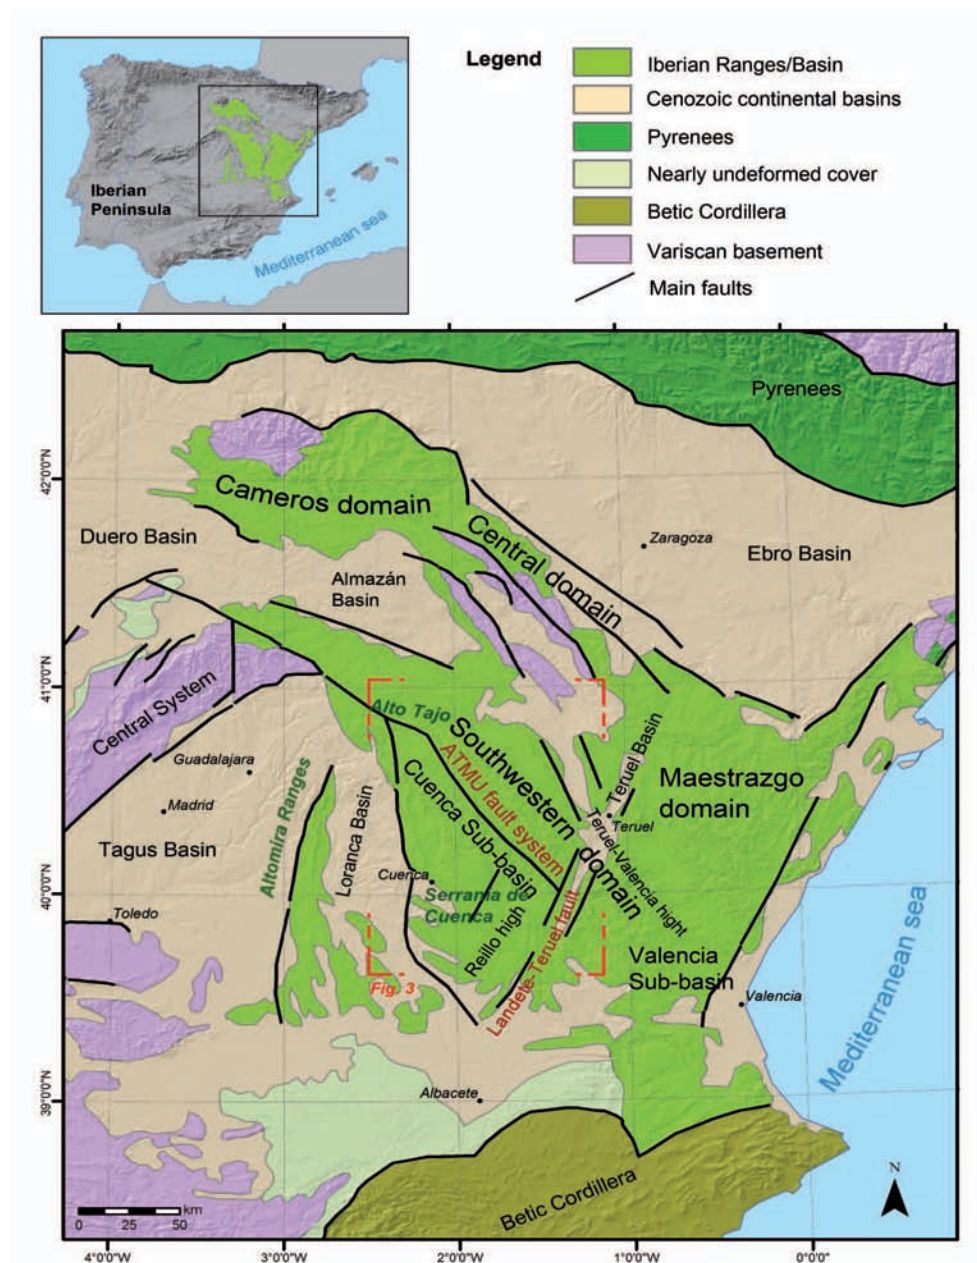 Legend
Iberian Ranges/Basin
Cenozoic continental basins
Pyrenees
Nearly undeformed cover
Betic Cordillera
Variscan basement
Main faults
Iberian
Peninsula
Mediterranean sea
Pyrenees
42°0'0"N
Cameros domain
Duero Basin
Central domain
Zaragoza
Ebro Basin
Almazán
Basin
41°0'0"N
Central System
Alto Tajo
Southwestern domain
ATMU fault system
Teruel Basin
Maestrazgo
domain
Guadalajara
Madrid
Altomira Ranges
Loranca Basin
Cuenca Sub-basin
Teruel
Teruel-Valencia hight
Tagus Basin
Cuenca
Serrania de
Cuenca
40°0'0"N
Toledo
Reillo high
Landete-Teruel fault
Valencia
Sub-basin
Fig. 3
Valencia
Mediterranean sea
39°0'0"N
Albacete
Betic Cordillera
N
km
0 25 50
4°0'0"W
3°0'0"W
2°0'0"W
1°0'0"W
0°0'0"